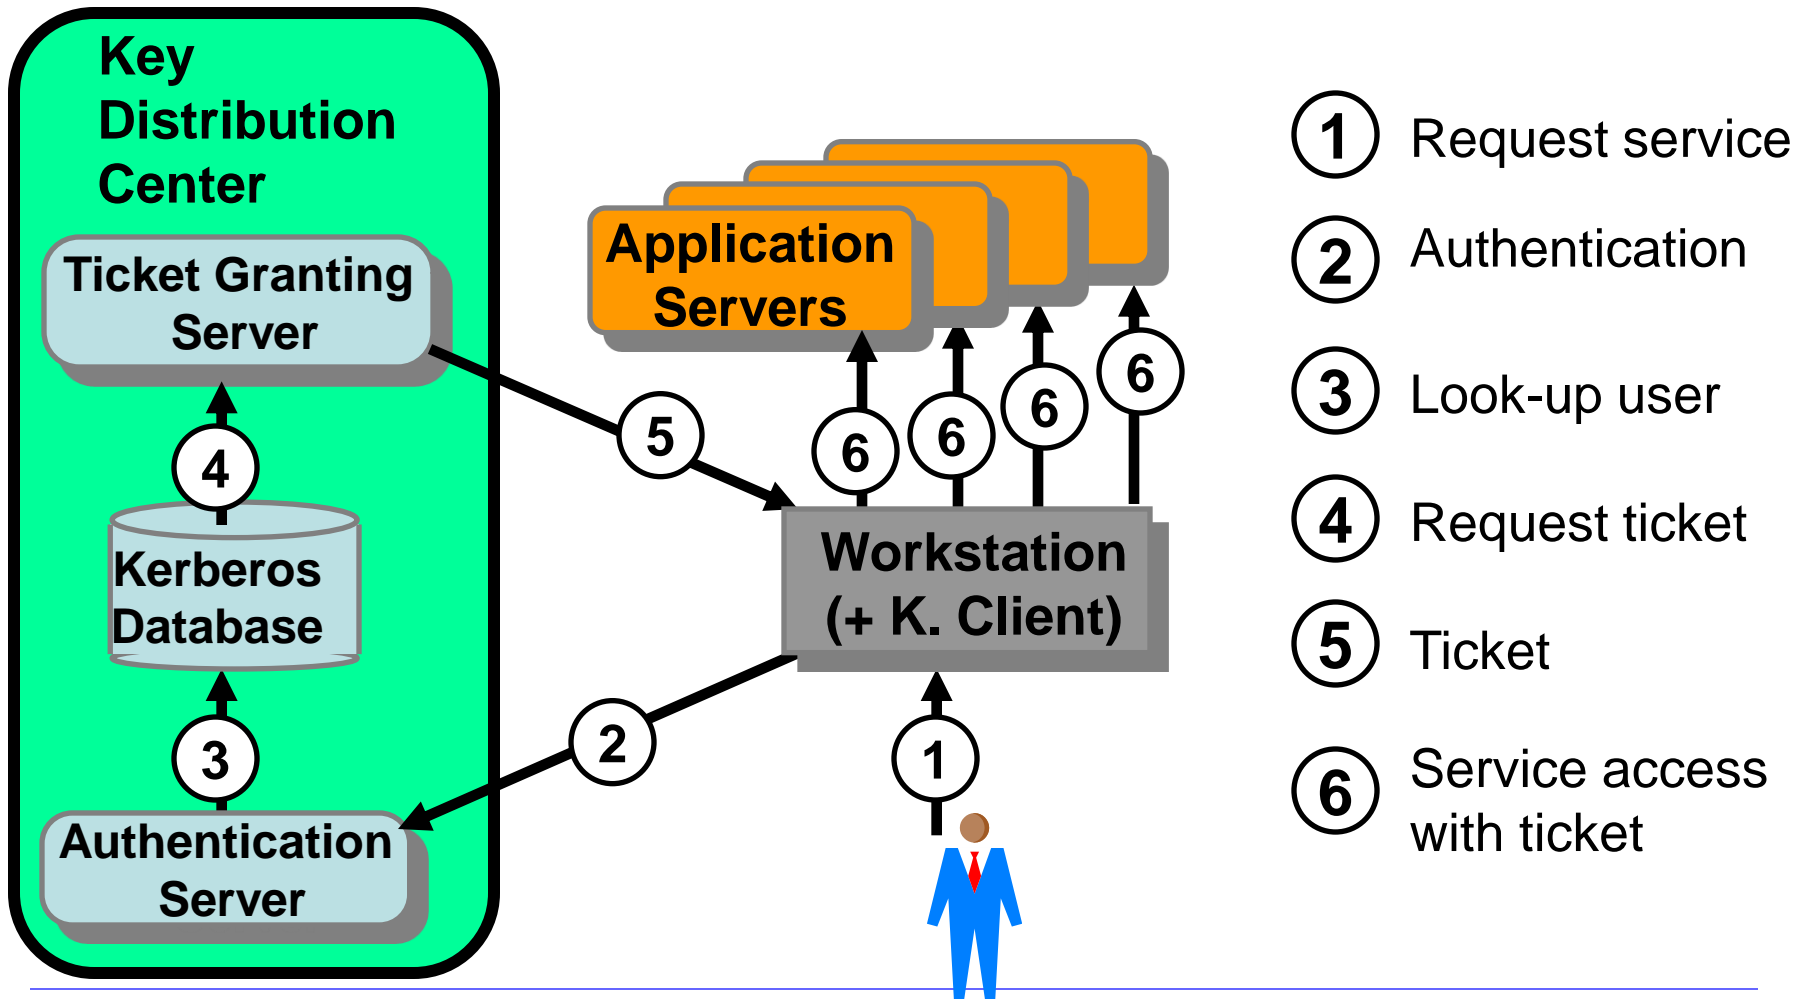 Key
Distribution
Center
Ticket Granting
Server
4
Kerberos
Database
3
Authentication
Server
5
2
Application
Servers
6
6
6
6
Workstation
(+ K. Client)
1
1 Request service
2 Authentication
3 Look-up user
4 Request ticket
5 Ticket
6 Service access
with ticket